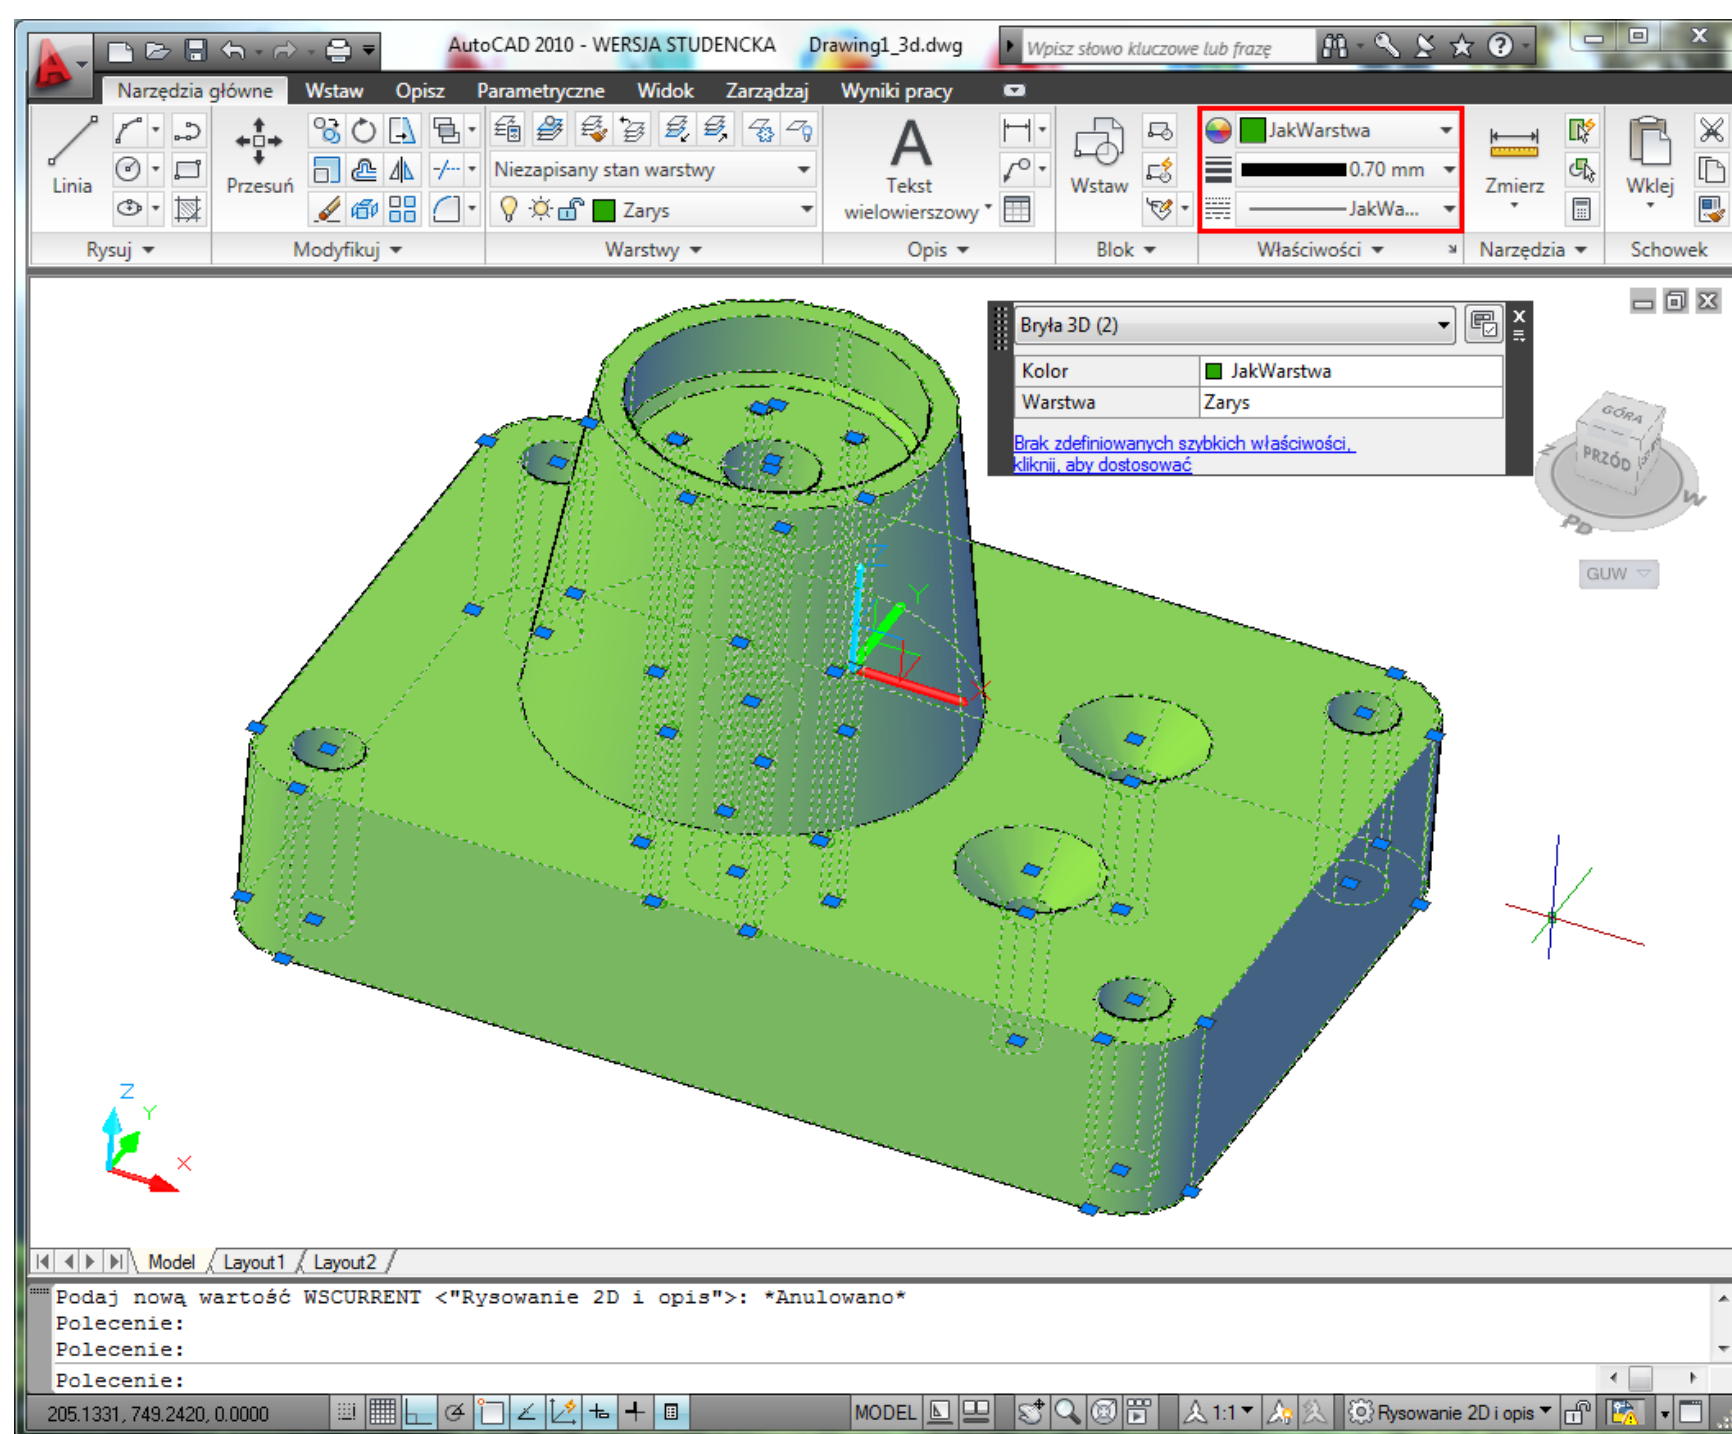 AutoCAD 2010 - WERSJA STUDENCKA Drawing1_3d.dwg
Wpisz słowo kluczowe lub frazę
Narzędzia główne Wstaw Opisz Parametryczne Widok Zarządzaj Wyniki pracy
Linia
Przesuń
Niezapisany stan warstwy
Zarys
A
Tekst
wielowierszowy
Wstaw
JakWarstwa
0.70 mm
JakWa...
Zmierz
Wklej
Rysuj Modyfikuj Warstwy Opis Blok Właściwości Narzędzia Schowek
Bryła 3D (2)
Kolor JakWarstwa
Warstwa Zarys
Brak zdefiniowanych szybkich właściwości,
kliknij, aby dostosować
GÓRA
PRZÓD
Z
W
PD
GUW
Z
Y
X
Z
Y
X
Model Layout1 Layout2
Podaj nową wartość WSCURRENT <"Rysowanie 2D i opis">: *Anulowano*
Polecenie:
Polecenie:
Polecenie:
205.1331, 749.2420, 0.0000 MODEL 1:1 Rysowanie 2D i opis